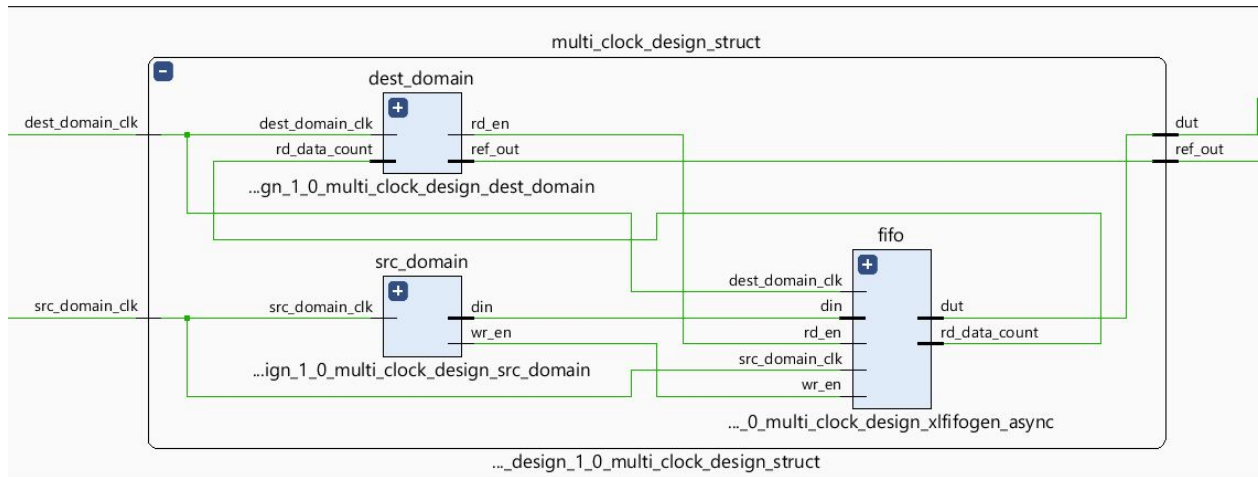 multi_clock_design_struct
dest_domain
dest_domain_clk
dest_domain_clk
rd_en
rd_data_count
ref_out
...gn_1_0_multi_clock_design_dest_domain
dut
ref_out
src_domain
src_domain_clk
src_domain_clk
din
wr_en
...ign_1_0_multi_clock_design_src_domain
fifo
dest_domain_clk
din
rd_en
src_domain_clk
wr_en
dut
rd_data_count
..._0_multi_clock_design_xlfifogen_async
..._design_1_0_multi_clock_design_struct